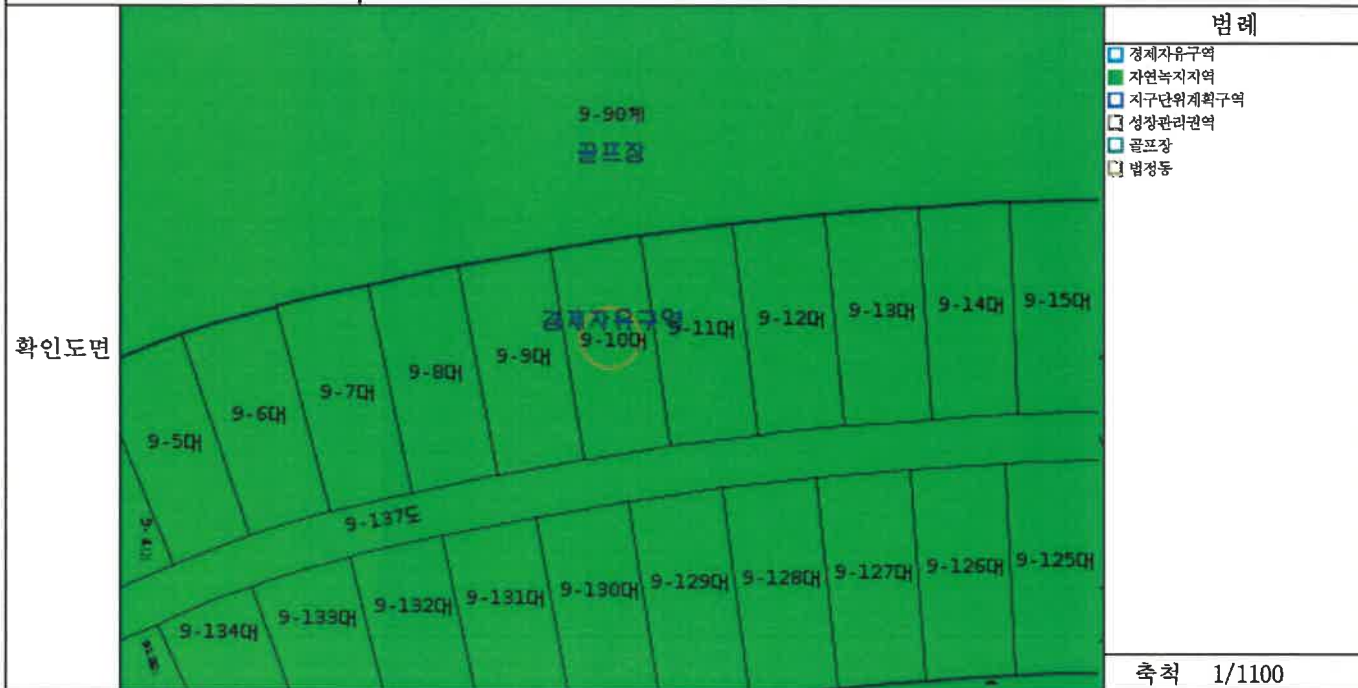 확인도면
9-90체
골프장
경제자유구역
9-5대
9-6대
9-7대
9-8대
9-9대
9-10대
9-11대
9-12대
9-13대
9-14대
9-15대
9-137도
9-134대
9-133대
9-132대
9-131대
9-130대
9-129대
9-128대
9-127대
9-126대
9-125대
범례
경제자유구역
자연녹지지역
지구단위계획구역
성장관리권역
골프장
법정동
축척 1/1100